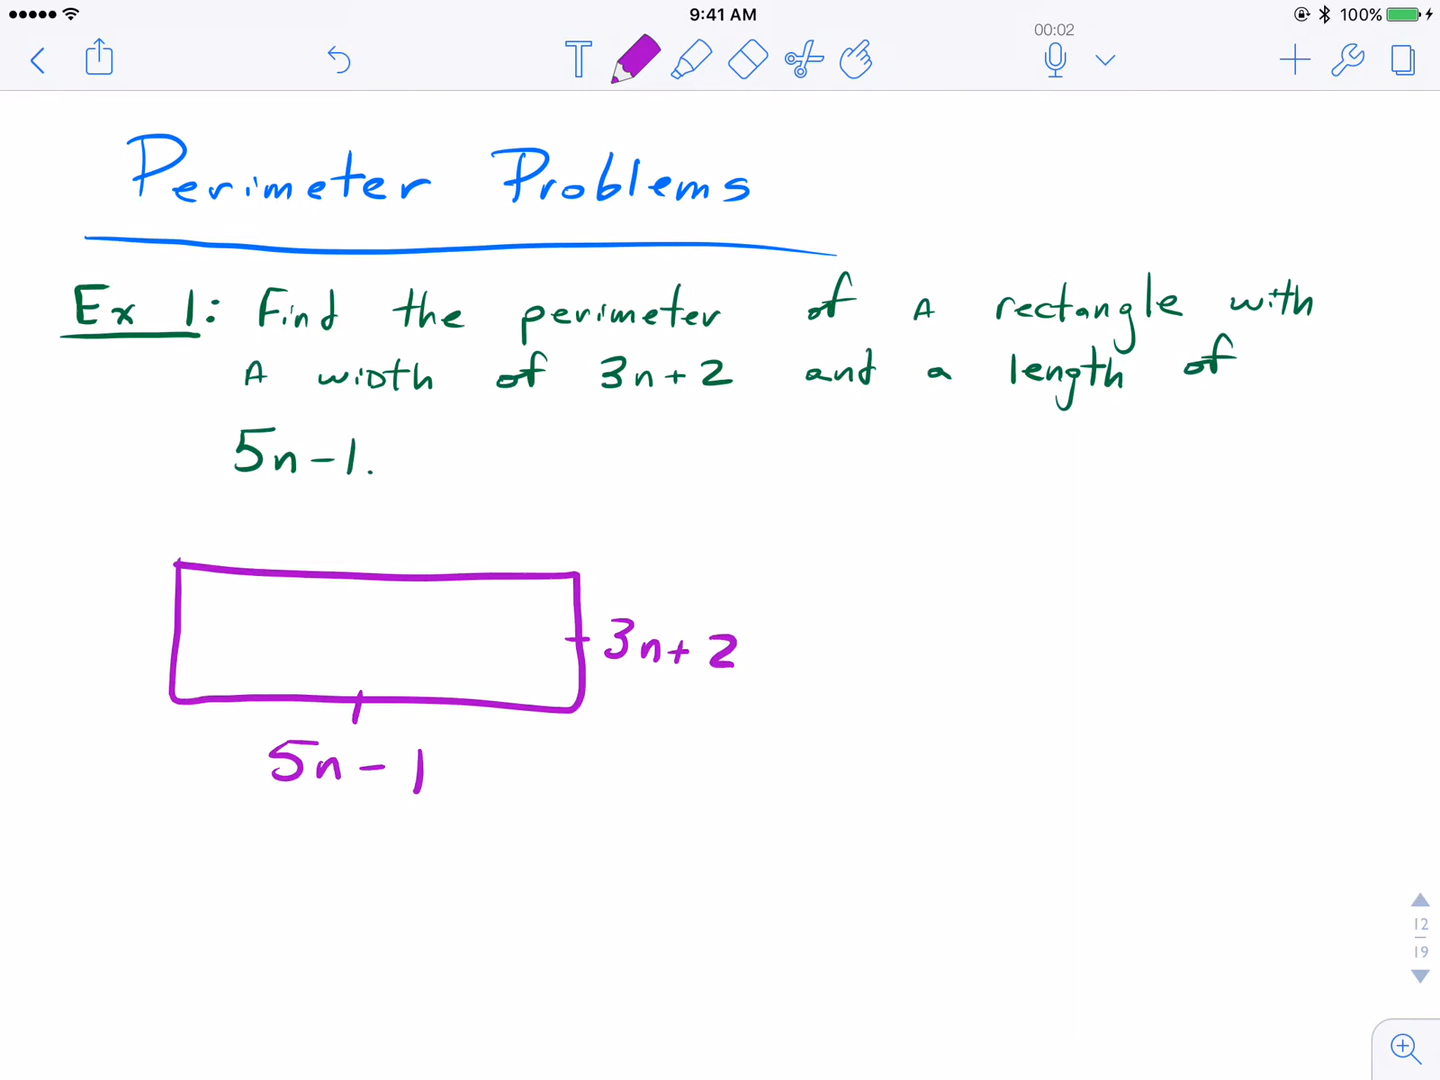 9:41 AM
100%
00:02
T
Perimeter Problems
Ex 1: Find the perimeter of A rectangle with
A width of 3n+2 and a length of
5n-1.
3n+2
5n-1
12
19